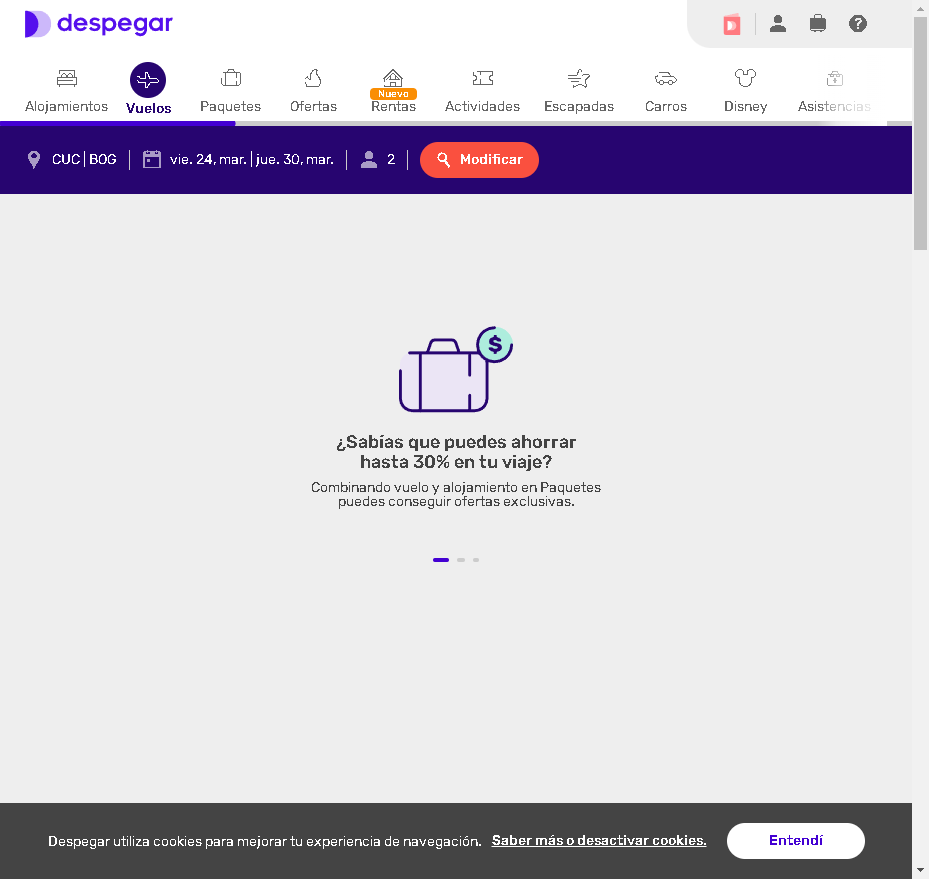 despegar
Alojamientos
Vuelos
Paquetes
Ofertas
Nuevo
Rentas
Actividades
Escapadas
Carros
Disney
Asistencias
CUC | BOG
vie. 24, mar. | jue. 30, mar.
2
Modificar
$
¿Sabías que puedes ahorrar
hasta 30% en tu viaje?
Combinando vuelo y alojamiento en Paquetes
puedes conseguir ofertas exclusivas.
Despegar utiliza cookies para mejorar tu experiencia de navegación. Saber más o desactivar cookies.
Entendí